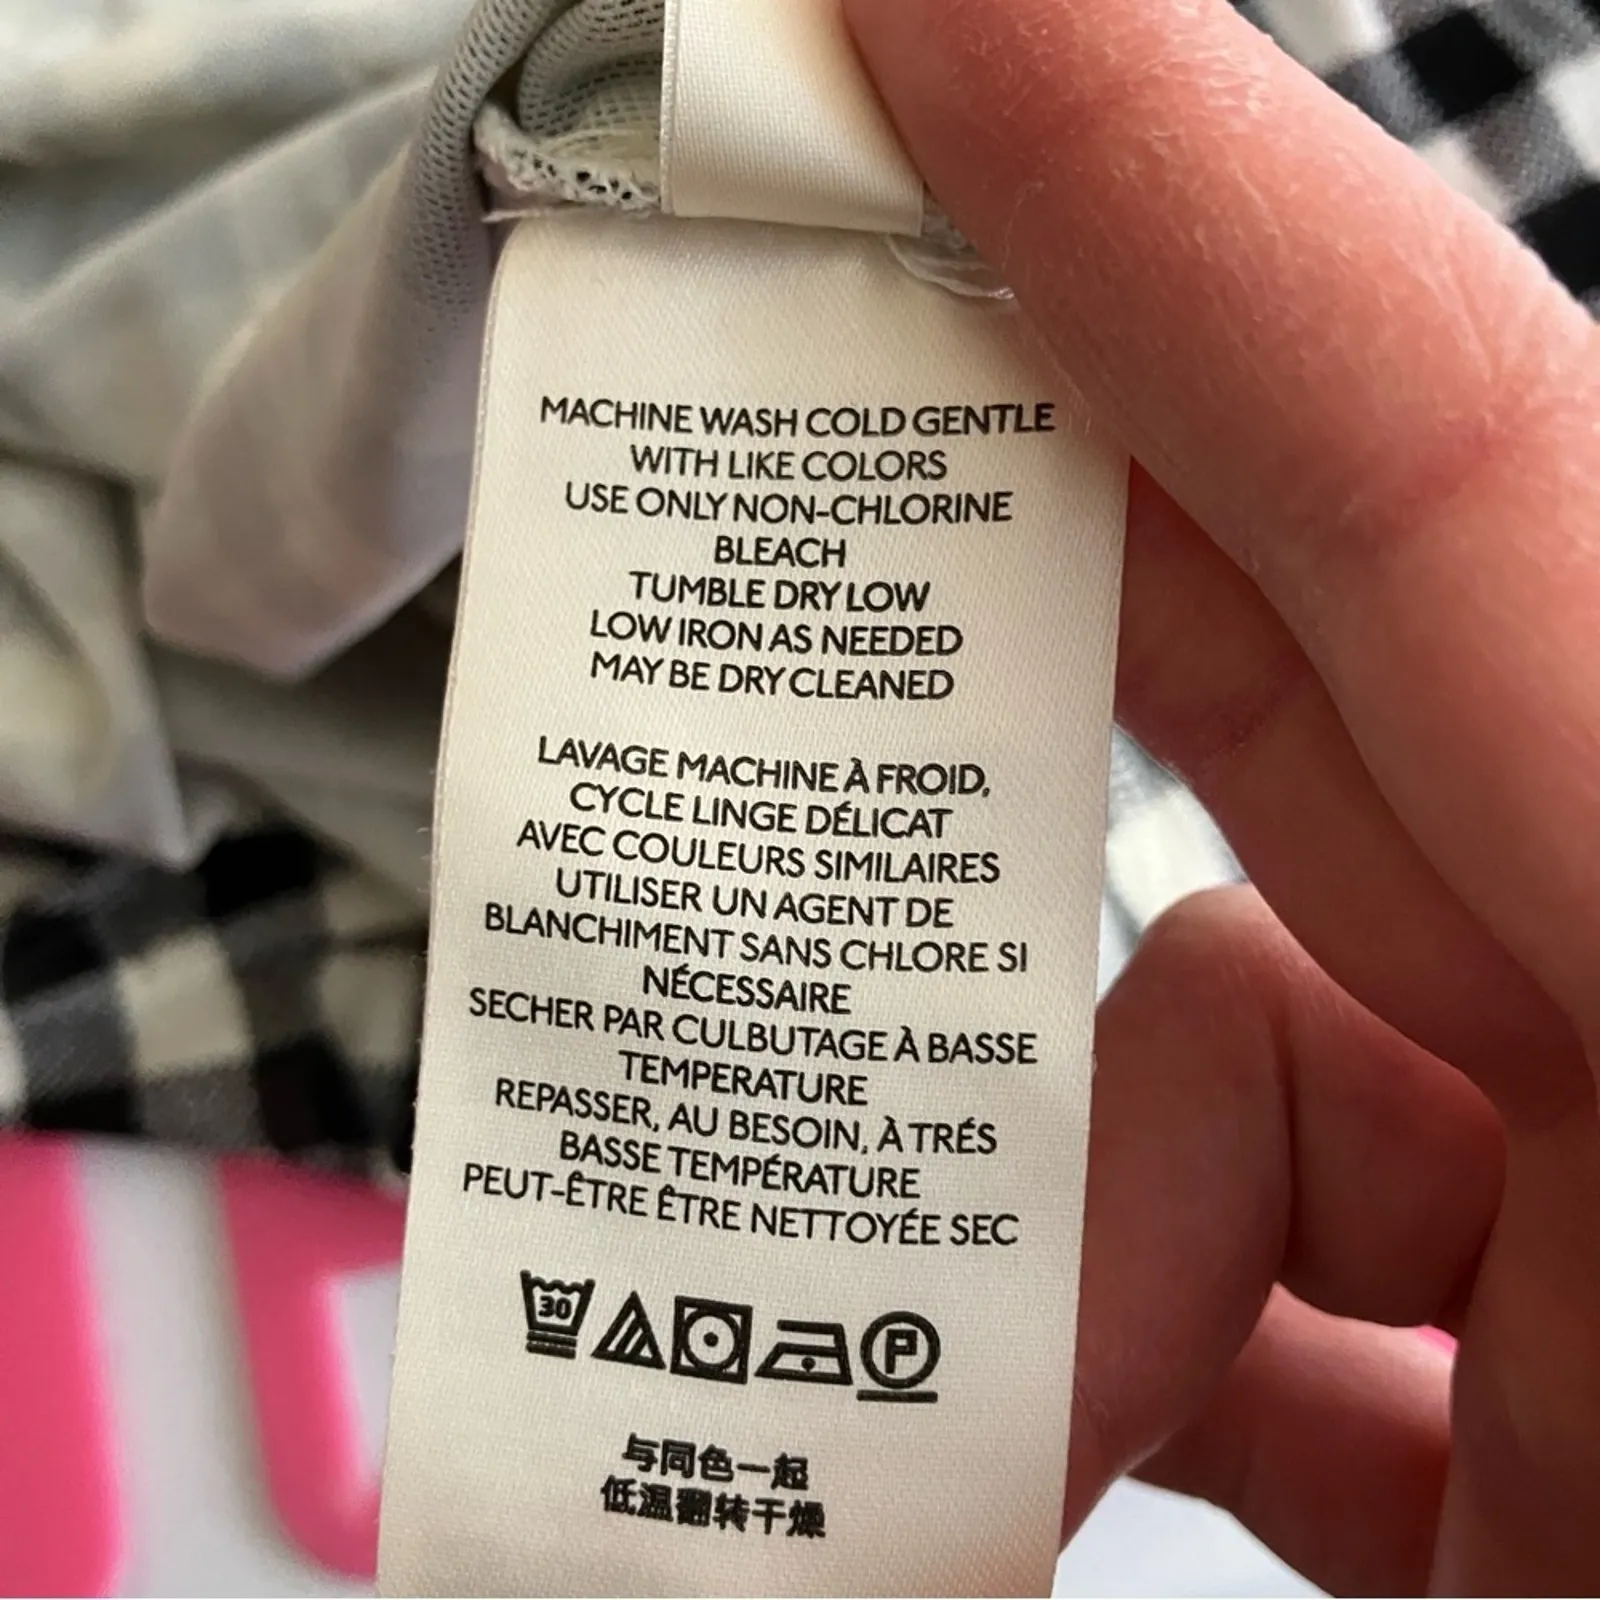 MACHINE WASH COLD GENTLE
WITH LIKE COLORS
USE ONLY NON-CHLORINE
BLEACH
TUMBLE DRY LOW
LOW IRON AS NEEDED
MAY BE DRY CLEANED
LAVAGE MACHINE À FROID,
CYCLE LINGE DÉLICAT
AVEC COULEURS SIMILAIRES
UTILISER UN AGENT DE
BLANCHIMENT SANS CHLORE SI
NÉCESSAIRE
SECHER PAR CULBUTAGE À BASSE
TEMPERATURE
REPASSER, AU BESOIN, À TRÉS
BASSE TEMPÉRATURE
PEUT-ÊTRE ÊTRE NETTOYÉE SEC
30 P
与同色一起
低温翻转干燥